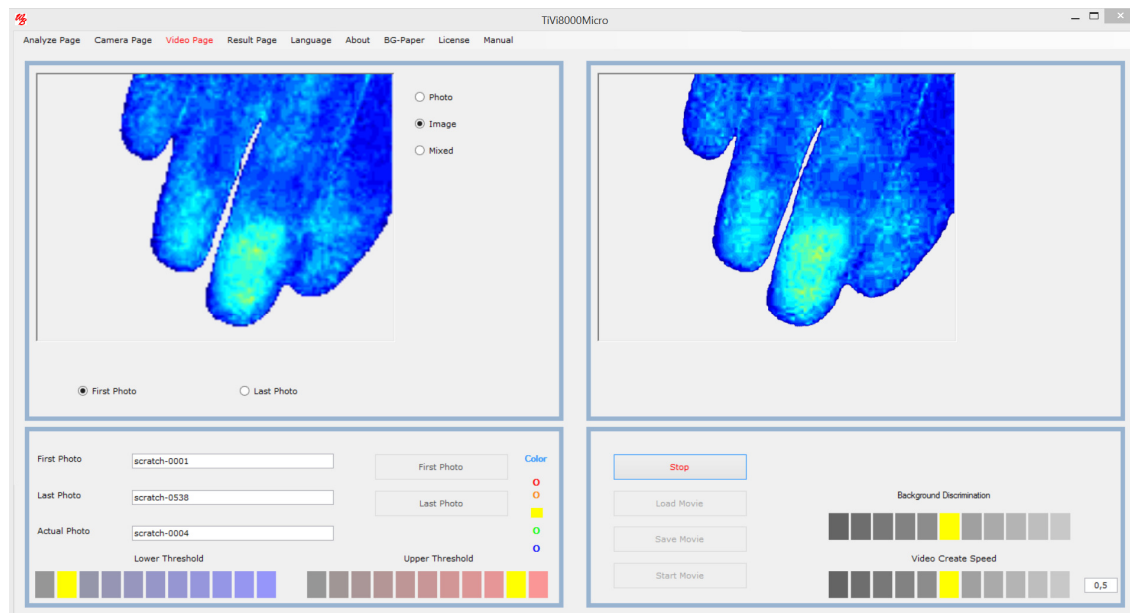 TiVi8000Micro
Analyze Page Camera Page Video Page Result Page Language About BG-Paper License Manual
Photo
Image
Mixed
First Photo Last Photo
First Photo scratch-0001 First Photo Color
O
Last Photo scratch-0538 Last Photo O
Actual Photo scratch-0004 O
O
Lower Threshold Upper Threshold
Stop
Load Movie
Save Movie
Start Movie
Background Discrimination
Video Create Speed
0,5